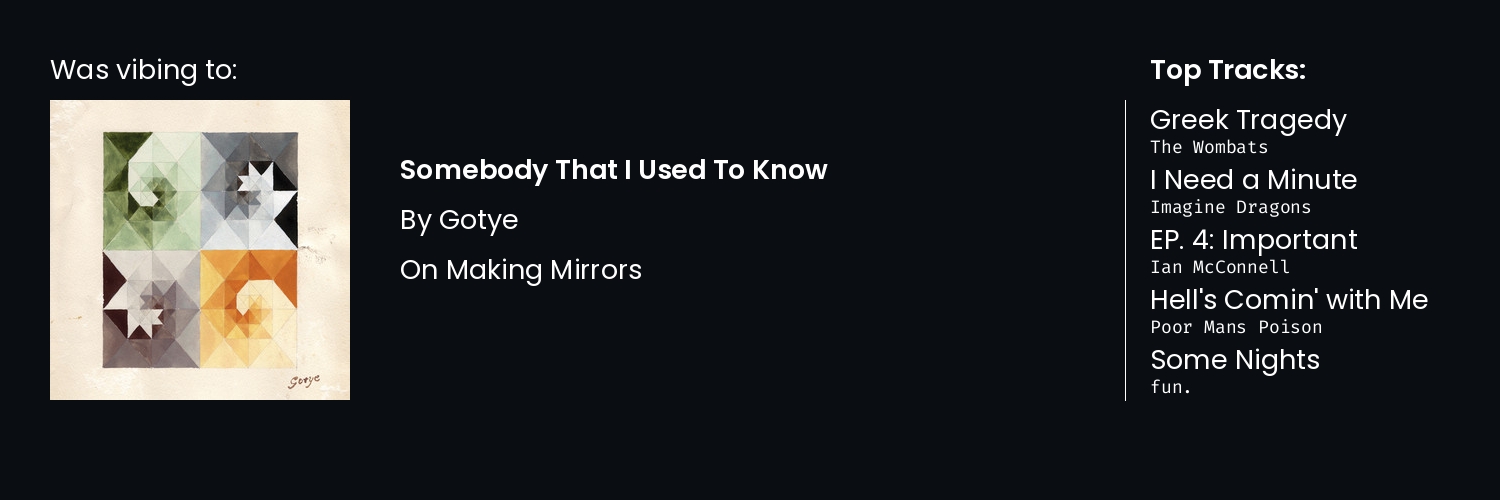 Was vibing to:
Gotye
Somebody That I Used To Know
By Gotye
On Making Mirrors
Top Tracks:
Greek Tragedy
The Wombats
I Need a Minute
Imagine Dragons
EP. 4: Important
Ian McConnell
Hell's Comin' with Me
Poor Mans Poison
Some Nights
fun.